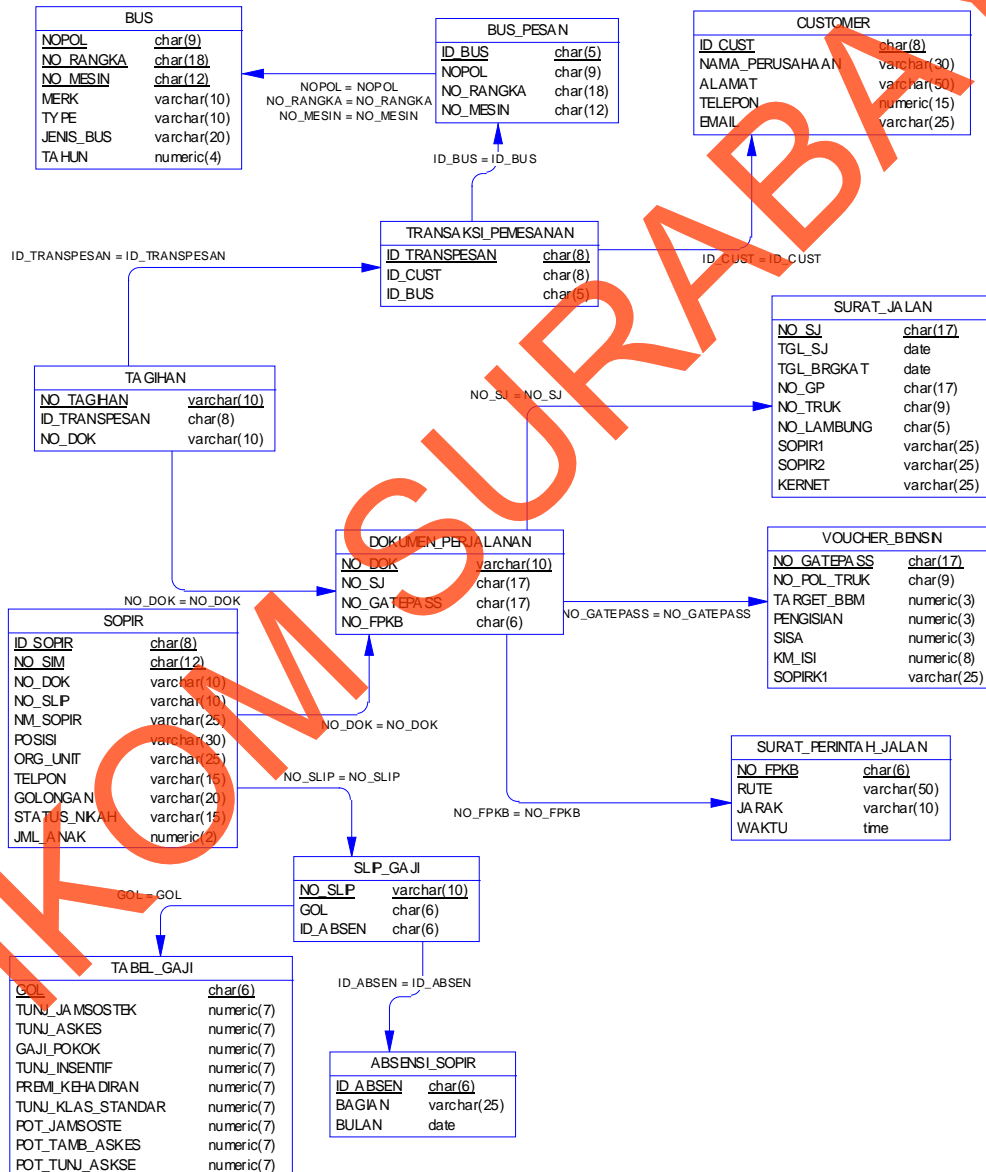 BUS
NOPOL char(9)
NO_RANGKA char(18)
NO_MESIN char(12)
MERK varchar(10)
TYPE varchar(10)
JENIS_BUS varchar(20)
TAHUN numeric(4)
NOPOL = NOPOL
NO_RANGKA = NO_RANGKA
NO_MESIN = NO_MESIN
BUS_PESAN
ID_BUS char(5)
NOPOL char(9)
NO_RANGKA char(18)
NO_MESIN char(12)
CUSTOMER
ID_CUST char(8)
NAMA_PERUSAHAAN varchar(30)
ALAMAT varchar(50)
TELEPON numeric(15)
EMAIL varchar(25)
ID_BUS = ID_BUS
TRANSAKSI_PEMESANAN
ID_TRANSPESAN char(8)
ID_CUST char(8)
ID_BUS char(5)
ID_TRANSPESAN = ID_TRANSPESAN
ID_CUST = ID_CUST
TAGIHAN
NO_TAGIHAN varchar(10)
ID_TRANSPESAN char(8)
NO_DOK varchar(10)
NO_SJ = NO_SJ
SURAT_JALAN
NO_SJ char(17)
TGL_SJ date
TGL_BRGKAT date
NO_GP char(17)
NO_TRUK char(9)
NO_LAMBUNG char(5)
SOPIR1 varchar(25)
SOPIR2 varchar(25)
KERNET varchar(25)
DOKUMEN_PERJALANAN
NO_DOK varchar(10)
NO_SJ char(17)
NO_GATEPASS char(17)
NO_FPKB char(6)
NO_DOK = NO_DOK
NO_GATEPASS = NO_GATEPASS
VOUCHER_BENSIN
NO_GATEPASS char(17)
NO_POL_TRUK char(9)
TARGET_BBM numeric(3)
PENGISIAN numeric(3)
SISA numeric(3)
KM_ISI numeric(8)
SOPIRK1 varchar(25)
SOPIR
ID_SOPIR char(8)
NO_SIM char(12)
NO_DOK varchar(10)
NO_SLIP varchar(10)
NM_SOPIR varchar(25)
POSISI varchar(30)
ORG_UNIT varchar(25)
TELPON varchar(15)
GOLONGAN varchar(20)
STATUS_NIKAH varchar(15)
JML_ANAK numeric(2)
NO_DOK = NO_DOK
NO_SLIP = NO_SLIP
NO_FPKB = NO_FPKB
SURAT_PERINTAH_JALAN
NO_FPKB char(6)
RUTE varchar(50)
JARAK varchar(10)
WAKTU time
SLIP_GAJI
NO_SLIP varchar(10)
GOL char(6)
ID_ABSEN char(6)
GOL = GOL
ID_ABSEN = ID_ABSEN
TABEL_GAJI
GOL char(6)
TUNJ_JAMSOSTEK numeric(7)
TUNJ_ASKES numeric(7)
GAJI_POKOK numeric(7)
TUNJ_INSENTIF numeric(7)
PREMI_KEHADIRAN numeric(7)
TUNJ_KLAS_STANDAR numeric(7)
POT_JAMSOSTE numeric(7)
POT_TAMB_ASKES numeric(7)
POT_TUNJ_ASKSE numeric(7)
ABSENSI_SOPIR
ID_ABSEN char(6)
BAGIAN varchar(25)
BULAN date
IKOM SURABA